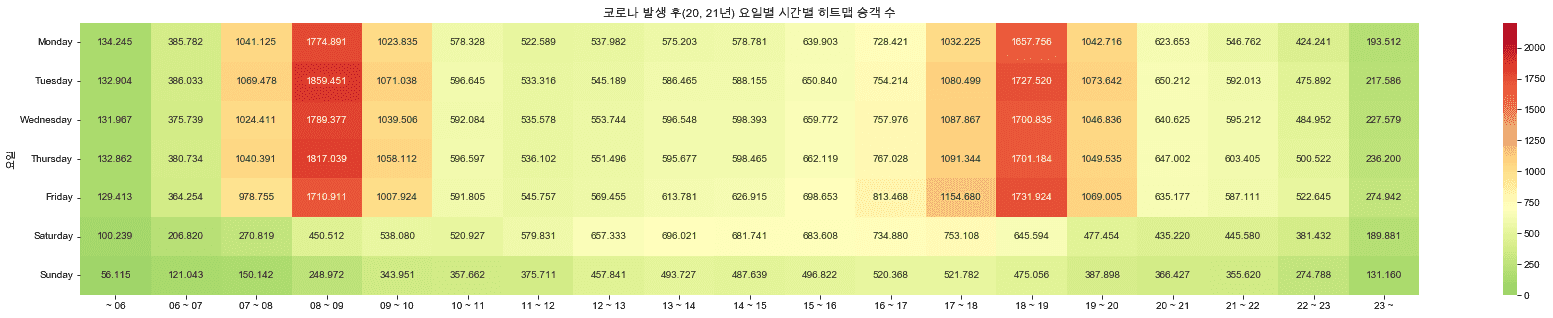 코로나 발생 후(20, 21년) 요일별 시간별 히트맵 승객 수
Monday 134.245 385.782 1041.125 1774.891 1023.835 578.328 522.589 537.982 575.203 578.781 639.903 728.421 1032.225 1657.756 1042.716 623.653 546.762 424.241 193.512
Tuesday 132.904 386.033 1069.478 1859.451 1071.038 596.645 533.316 545.189 586.465 588.155 650.840 754.214 1080.499 1727.520 1073.642 650.212 592.013 475.892 217.586
Wednesday 131.967 375.739 1024.411 1789.377 1039.506 592.084 535.578 553.744 596.548 598.393 659.772 757.976 1087.867 1700.835 1046.836 640.625 595.212 484.952 227.579
Thursday 132.862 380.734 1040.391 1817.039 1058.112 596.597 536.102 551.496 595.677 598.465 662.119 767.028 1091.344 1701.184 1049.535 647.002 603.405 500.522 236.200
Friday 129.413 364.254 978.755 1710.911 1007.924 591.805 545.757 569.455 613.781 626.915 698.653 813.468 1154.680 1731.924 1069.005 635.177 587.111 522.645 274.942
Saturday 100.239 206.820 270.819 450.512 538.080 520.927 579.831 657.333 696.021 681.741 683.608 734.880 753.108 645.594 477.454 435.220 445.580 381.432 189.881
Sunday 56.115 121.043 150.142 248.972 343.951 357.662 375.711 457.841 493.727 487.639 496.822 520.368 521.782 475.056 387.898 366.427 355.620 274.788 131.160
~ 06 06 ~ 07 07 ~ 08 08 ~ 09 09 ~ 10 10 ~ 11 11 ~ 12 12 ~ 13 13 ~ 14 14 ~ 15 15 ~ 16 16 ~ 17 17 ~ 18 18 ~ 19 19 ~ 20 20 ~ 21 21 ~ 22 22 ~ 23 23 ~
요일
2000
1750
1500
1250
1000
750
500
250
0